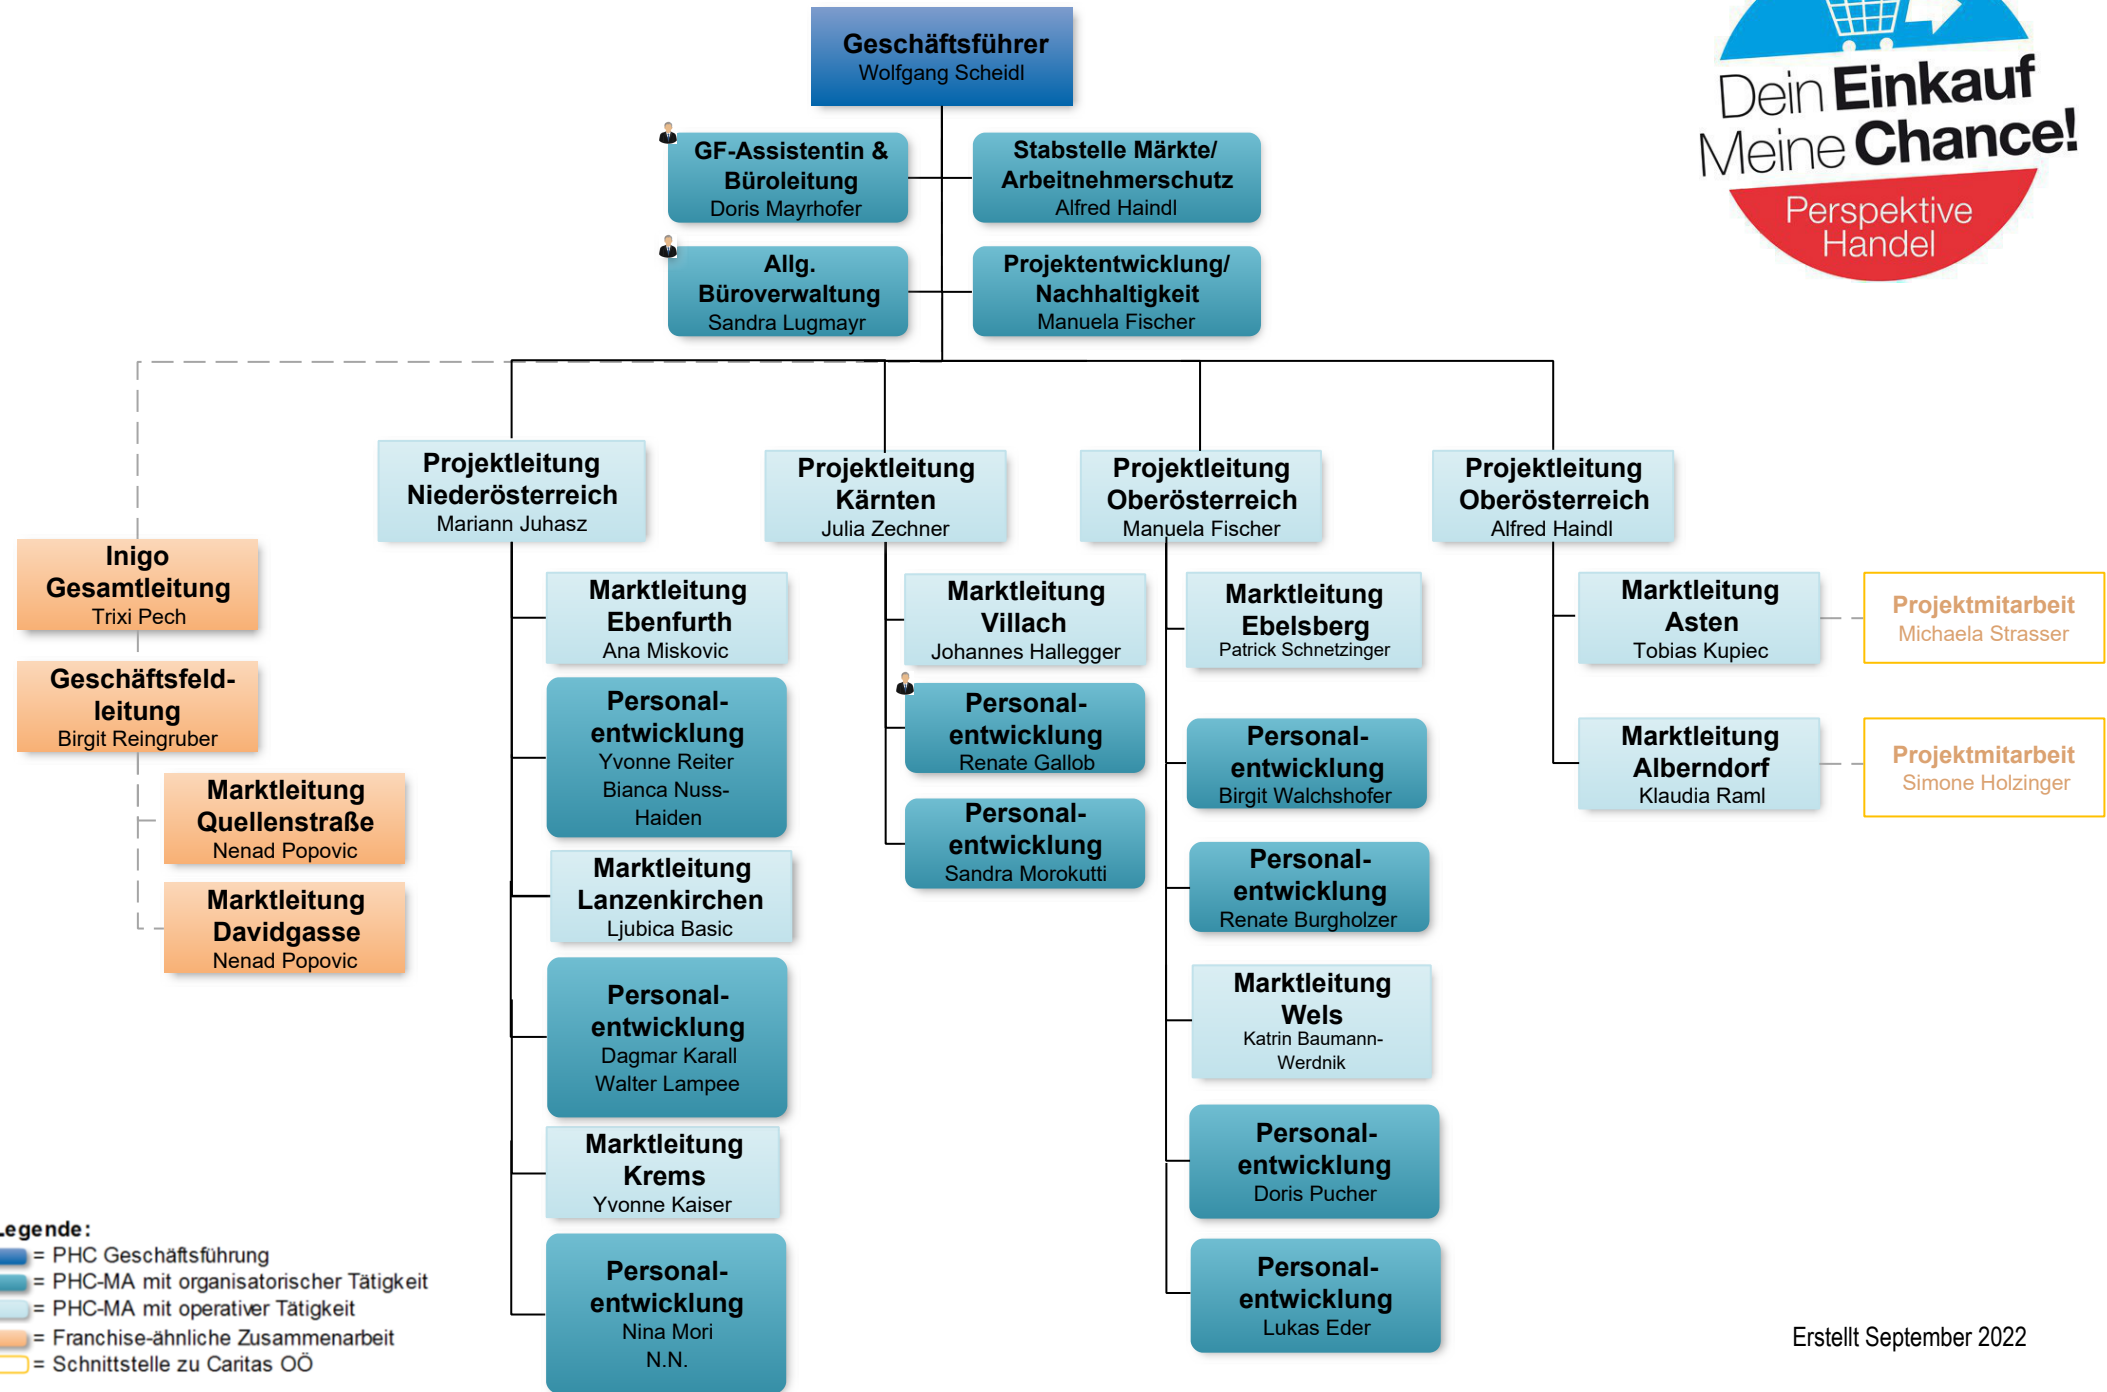 Geschäftsführer
Wolfgang Scheidl
Dein Einkauf
Meine Chance!
Perspektive
Handel
GF-Assistentin &
Büroleitung
Doris Mayrhofer
Stabstelle Märkte/
Arbeitnehmerschutz
Alfred Haindl
Allg.
Büroverwaltung
Sandra Lugmayr
Projektentwicklung/
Nachhaltigkeit
Manuela Fischer
Inigo
Gesamtleitung
Trixi Pech
Geschäftsfeld-
leitung
Birgit Reingruber
Marktleitung
Quellenstraße
Nenad Popovic
Marktleitung
Davidgasse
Nenad Popovic
Projektleitung
Niederösterreich
Mariann Juhasz
Marktleitung
Ebenfurth
Ana Miskovic
Personal-
entwicklung
Yvonne Reiter
Bianca Nuss-
Haiden
Marktleitung
Lanzenkirchen
Ljubica Basic
Personal-
entwicklung
Dagmar Karall
Walter Lampee
Marktleitung
Krems
Yvonne Kaiser
Personal-
entwicklung
Nina Mori
N.N.
Projektleitung
Kärnten
Julia Zechner
Marktleitung
Villach
Johannes Hallegger
Personal-
entwicklung
Renate Gallob
Personal-
entwicklung
Sandra Morokutti
Projektleitung
Oberösterreich
Manuela Fischer
Marktleitung
Ebelsberg
Patrick Schnetzinger
Personal-
entwicklung
Birgit Walchshofer
Personal-
entwicklung
Renate Burgholzer
Marktleitung
Wels
Katrin Baumann-
Werdnik
Personal-
entwicklung
Doris Pucher
Personal-
entwicklung
Lukas Eder
Projektleitung
Oberösterreich
Alfred Haindl
Marktleitung
Asten
Tobias Kupiec
Projektmitarbeit
Michaela Strasser
Marktleitung
Alberndorf
Klaudia Raml
Projektmitarbeit
Simone Holzinger
Legende:
= PHC Geschäftsführung
= PHC-MA mit organisatorischer Tätigkeit
= PHC-MA mit operativer Tätigkeit
= Franchise-ähnliche Zusammenarbeit
= Schnittstelle zu Caritas OÖ
Erstellt September 2022